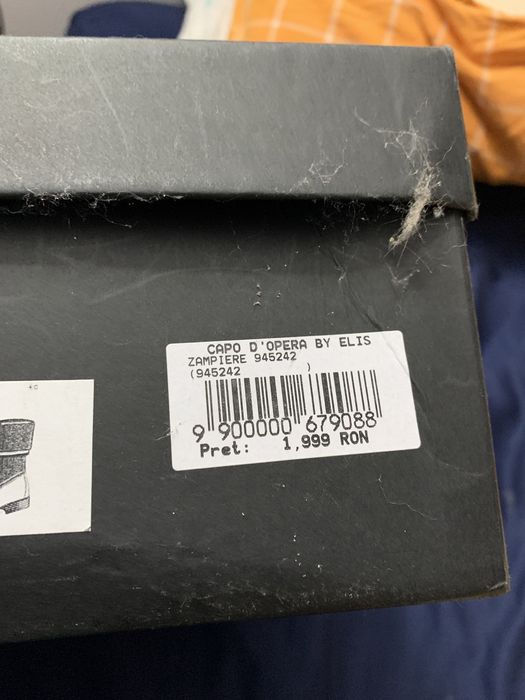 CAPO D'OPERA BY ELIS
ZAMPIERE 945242
(945242 )
9 900000 679088
Pret: 1,999 RON